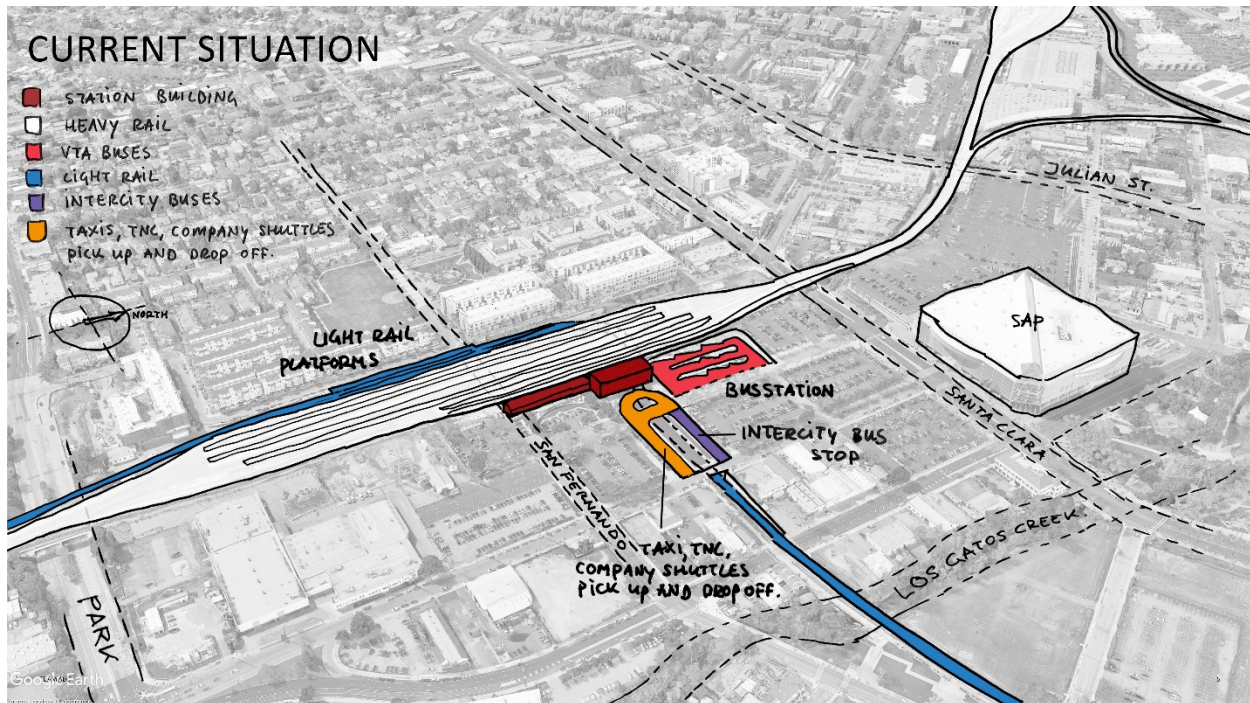 CURRENT SITUATION
STATION BUILDING
HEAVY RAIL
VTA BUSES
LIGHT RAIL
INTERCITY BUSES
TAXIS, TNC, COMPANY SHUTTLES
PICK UP AND DROP OFF.
NORTH
LIGHT RAIL
PLATFORMS
JULIAN ST.
SAP
BUSSTATION
SANTA CLARA
INTERCITY BUS
STOP
SAN FERNANDO
TAXI, TNC,
COMPANY SHUTTLES
PICK UP AND DROP OFF.
LOS GATOS CREEK
PARK
Google Earth